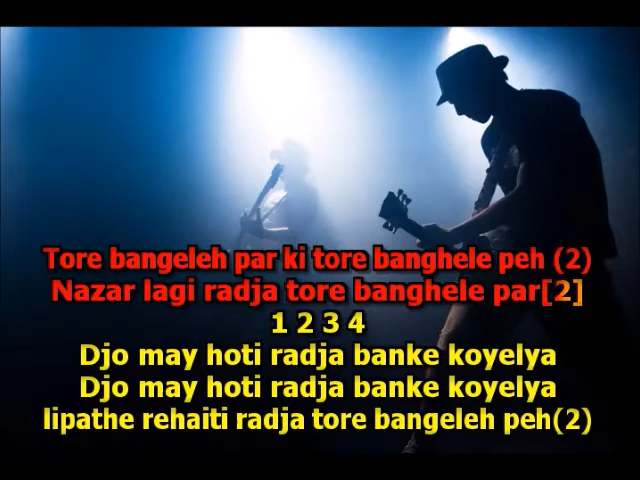 Tore bangeleh par ki tore banghele peh (2)
Nazar lagi radja tore banghele par[2]
1 2 3 4
Djo may hoti radja banke koyelya
Djo may hoti radja banke koyelya
lipathe rehaiti radja tore bangeleh peh(2)